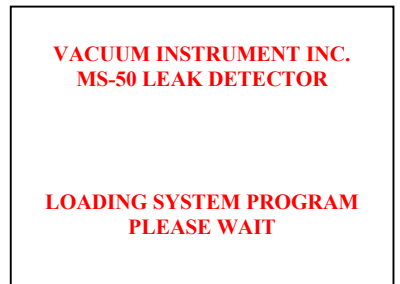 VACUUM INSTRUMENT INC.
MS-50 LEAK DETECTOR
LOADING SYSTEM PROGRAM
PLEASE WAIT